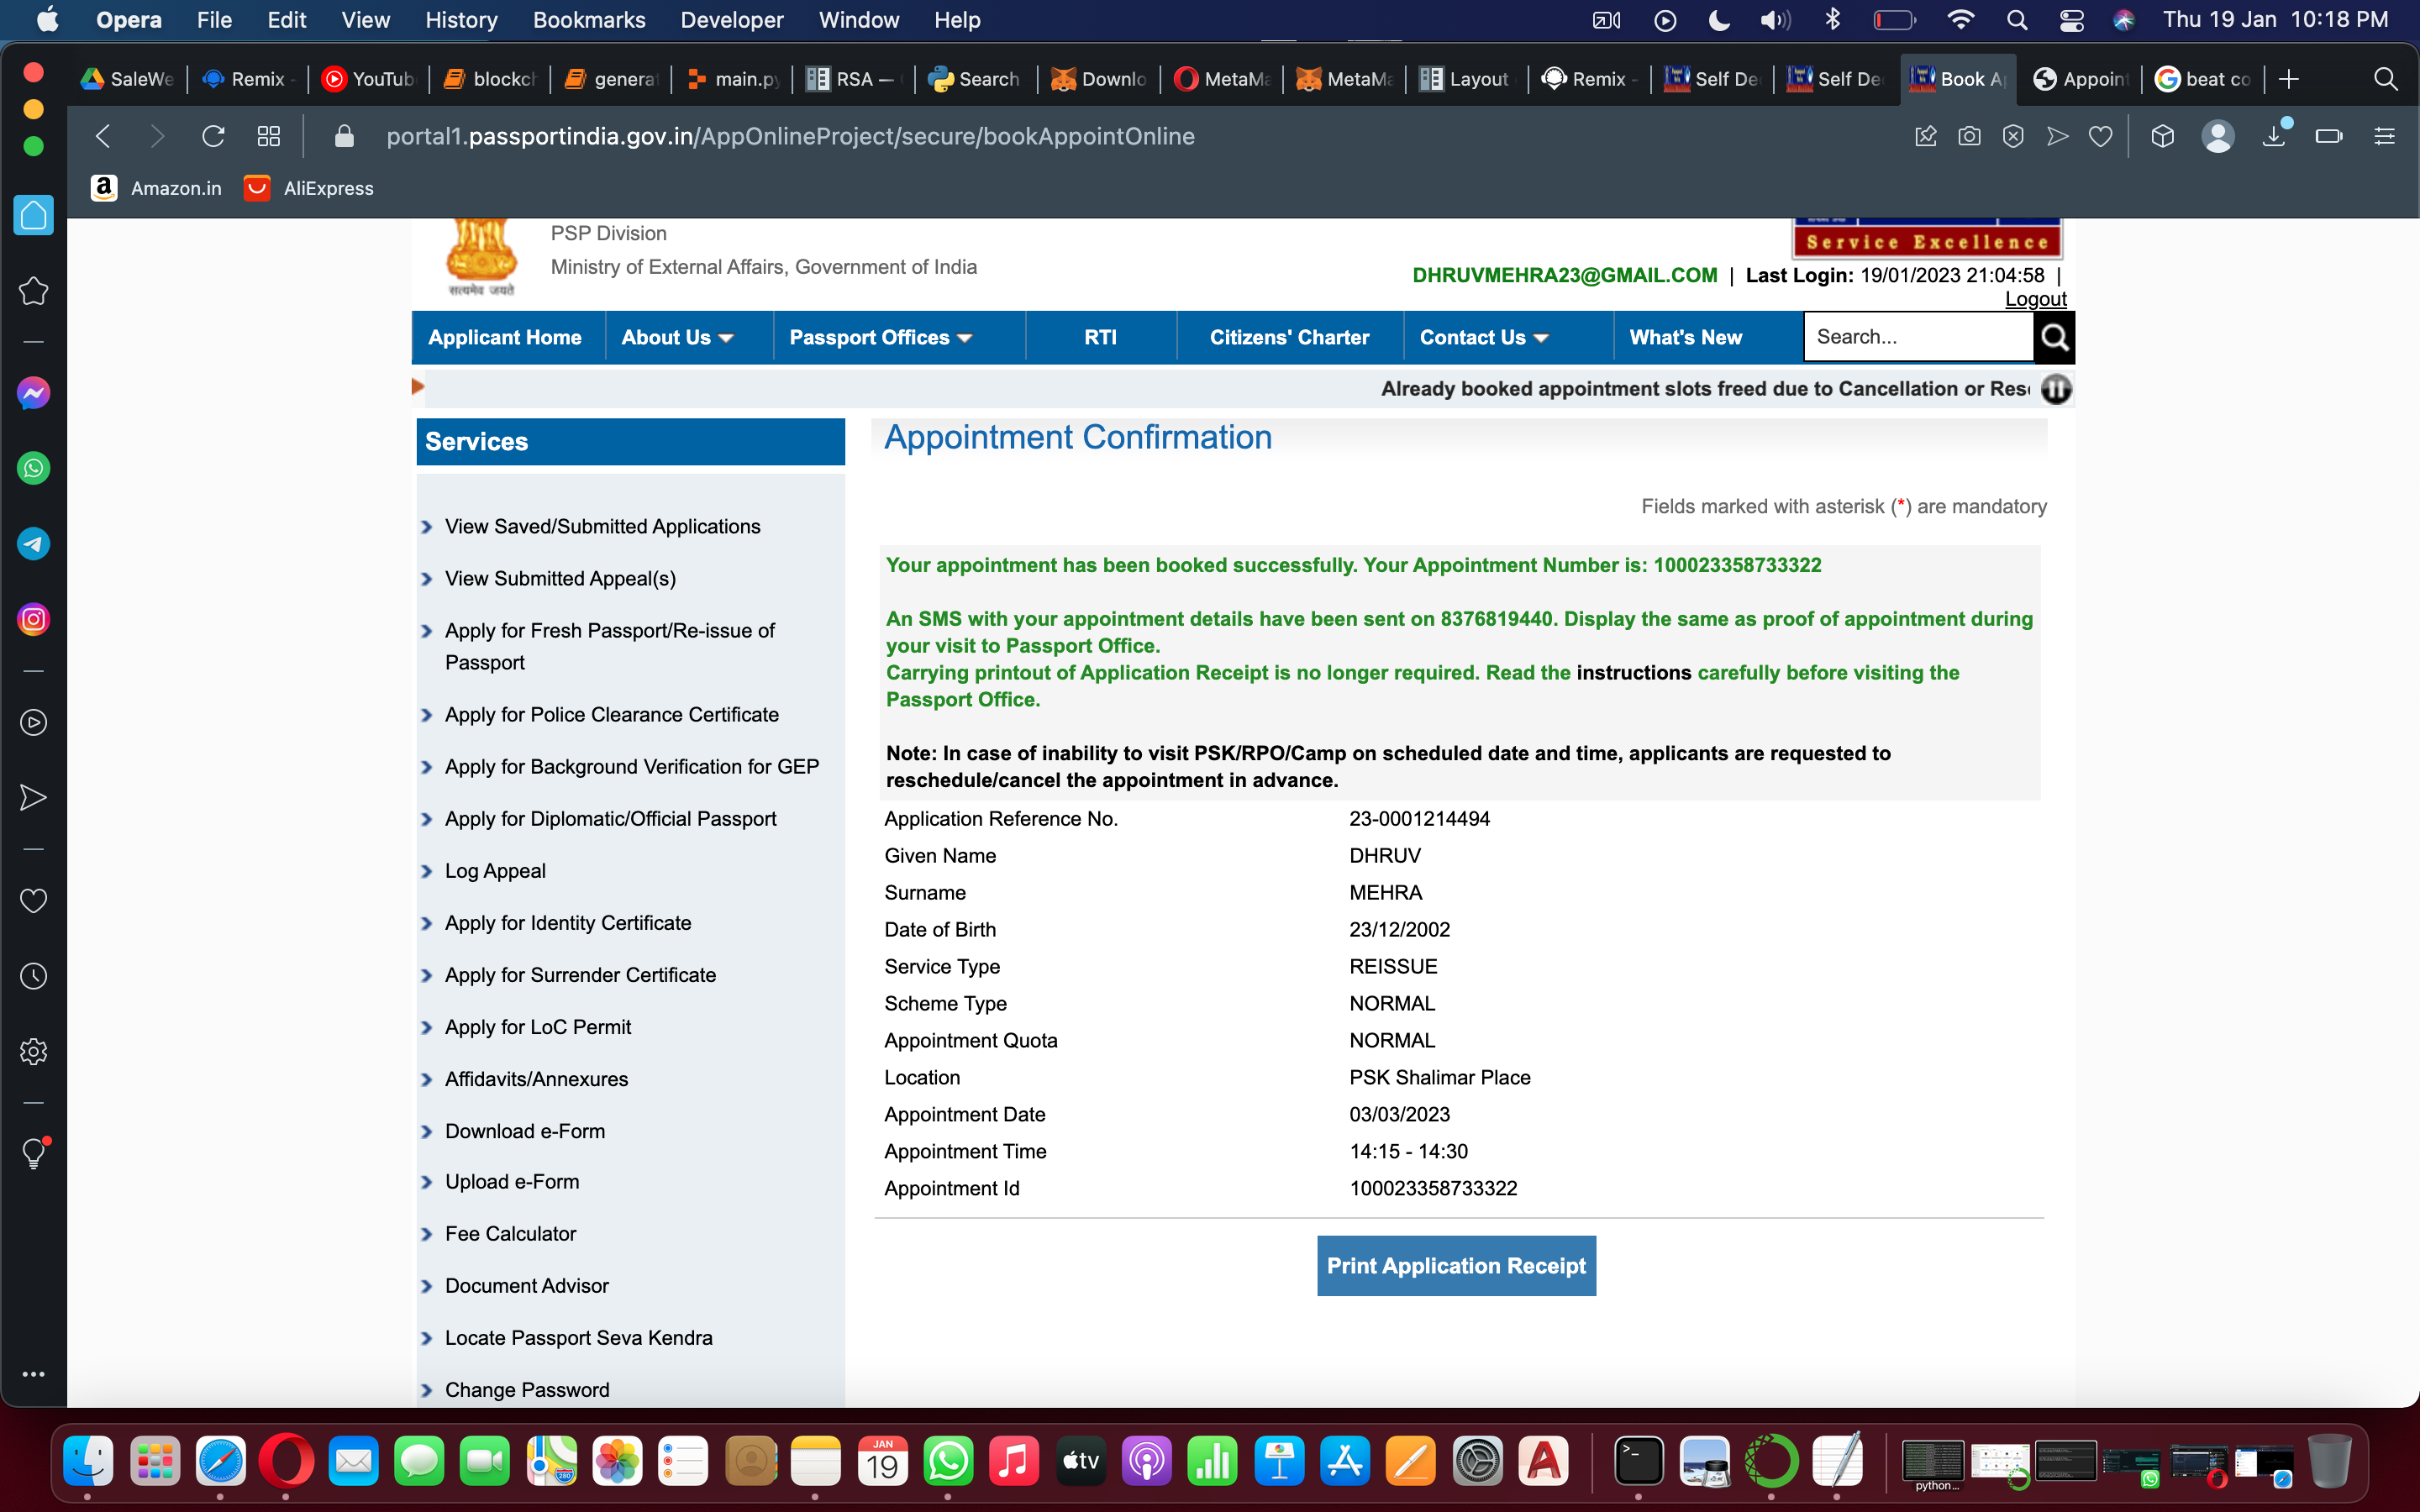 Opera File Edit View History Bookmarks Developer Window Help Thu 19 Jan 10:18 PM
SaleWe Remix - YouTub blockch genera main.py RSA — Search Downlo MetaMa MetaMa Layout Remix - Self De Self De Book A Appoin beat co
portal1.passportindia.gov.in/AppOnlineProject/secure/bookAppointOnline
Amazon.in AliExpress
PSP Division
Ministry of External Affairs, Government of India
सत्यमेव जयते
Service Excellence
DHRUVMEHRA23@GMAIL.COM | Last Login: 19/01/2023 21:04:58 |
Logout
Applicant Home About Us Passport Offices RTI Citizens' Charter Contact Us What's New Search...
Already booked appointment slots freed due to Cancellation or Res
Services
View Saved/Submitted Applications
View Submitted Appeal(s)
Apply for Fresh Passport/Re-issue of
Passport
Apply for Police Clearance Certificate
Apply for Background Verification for GEP
Apply for Diplomatic/Official Passport
Log Appeal
Apply for Identity Certificate
Apply for Surrender Certificate
Apply for LoC Permit
Affidavits/Annexures
Download e-Form
Upload e-Form
Fee Calculator
Document Advisor
Locate Passport Seva Kendra
Change Password
Appointment Confirmation
Fields marked with asterisk (*) are mandatory
Your appointment has been booked successfully. Your Appointment Number is: 100023358733322
An SMS with your appointment details have been sent on 8376819440. Display the same as proof of appointment during
your visit to Passport Office.
Carrying printout of Application Receipt is no longer required. Read the instructions carefully before visiting the
Passport Office.
Note: In case of inability to visit PSK/RPO/Camp on scheduled date and time, applicants are requested to
reschedule/cancel the appointment in advance.
Application Reference No. 23-0001214494
Given Name DHRUV
Surname MEHRA
Date of Birth 23/12/2002
Service Type REISSUE
Scheme Type NORMAL
Appointment Quota NORMAL
Location PSK Shalimar Place
Appointment Date 03/03/2023
Appointment Time 14:15 - 14:30
Appointment Id 100023358733322
Print Application Receipt
JAN
19
tv
python...